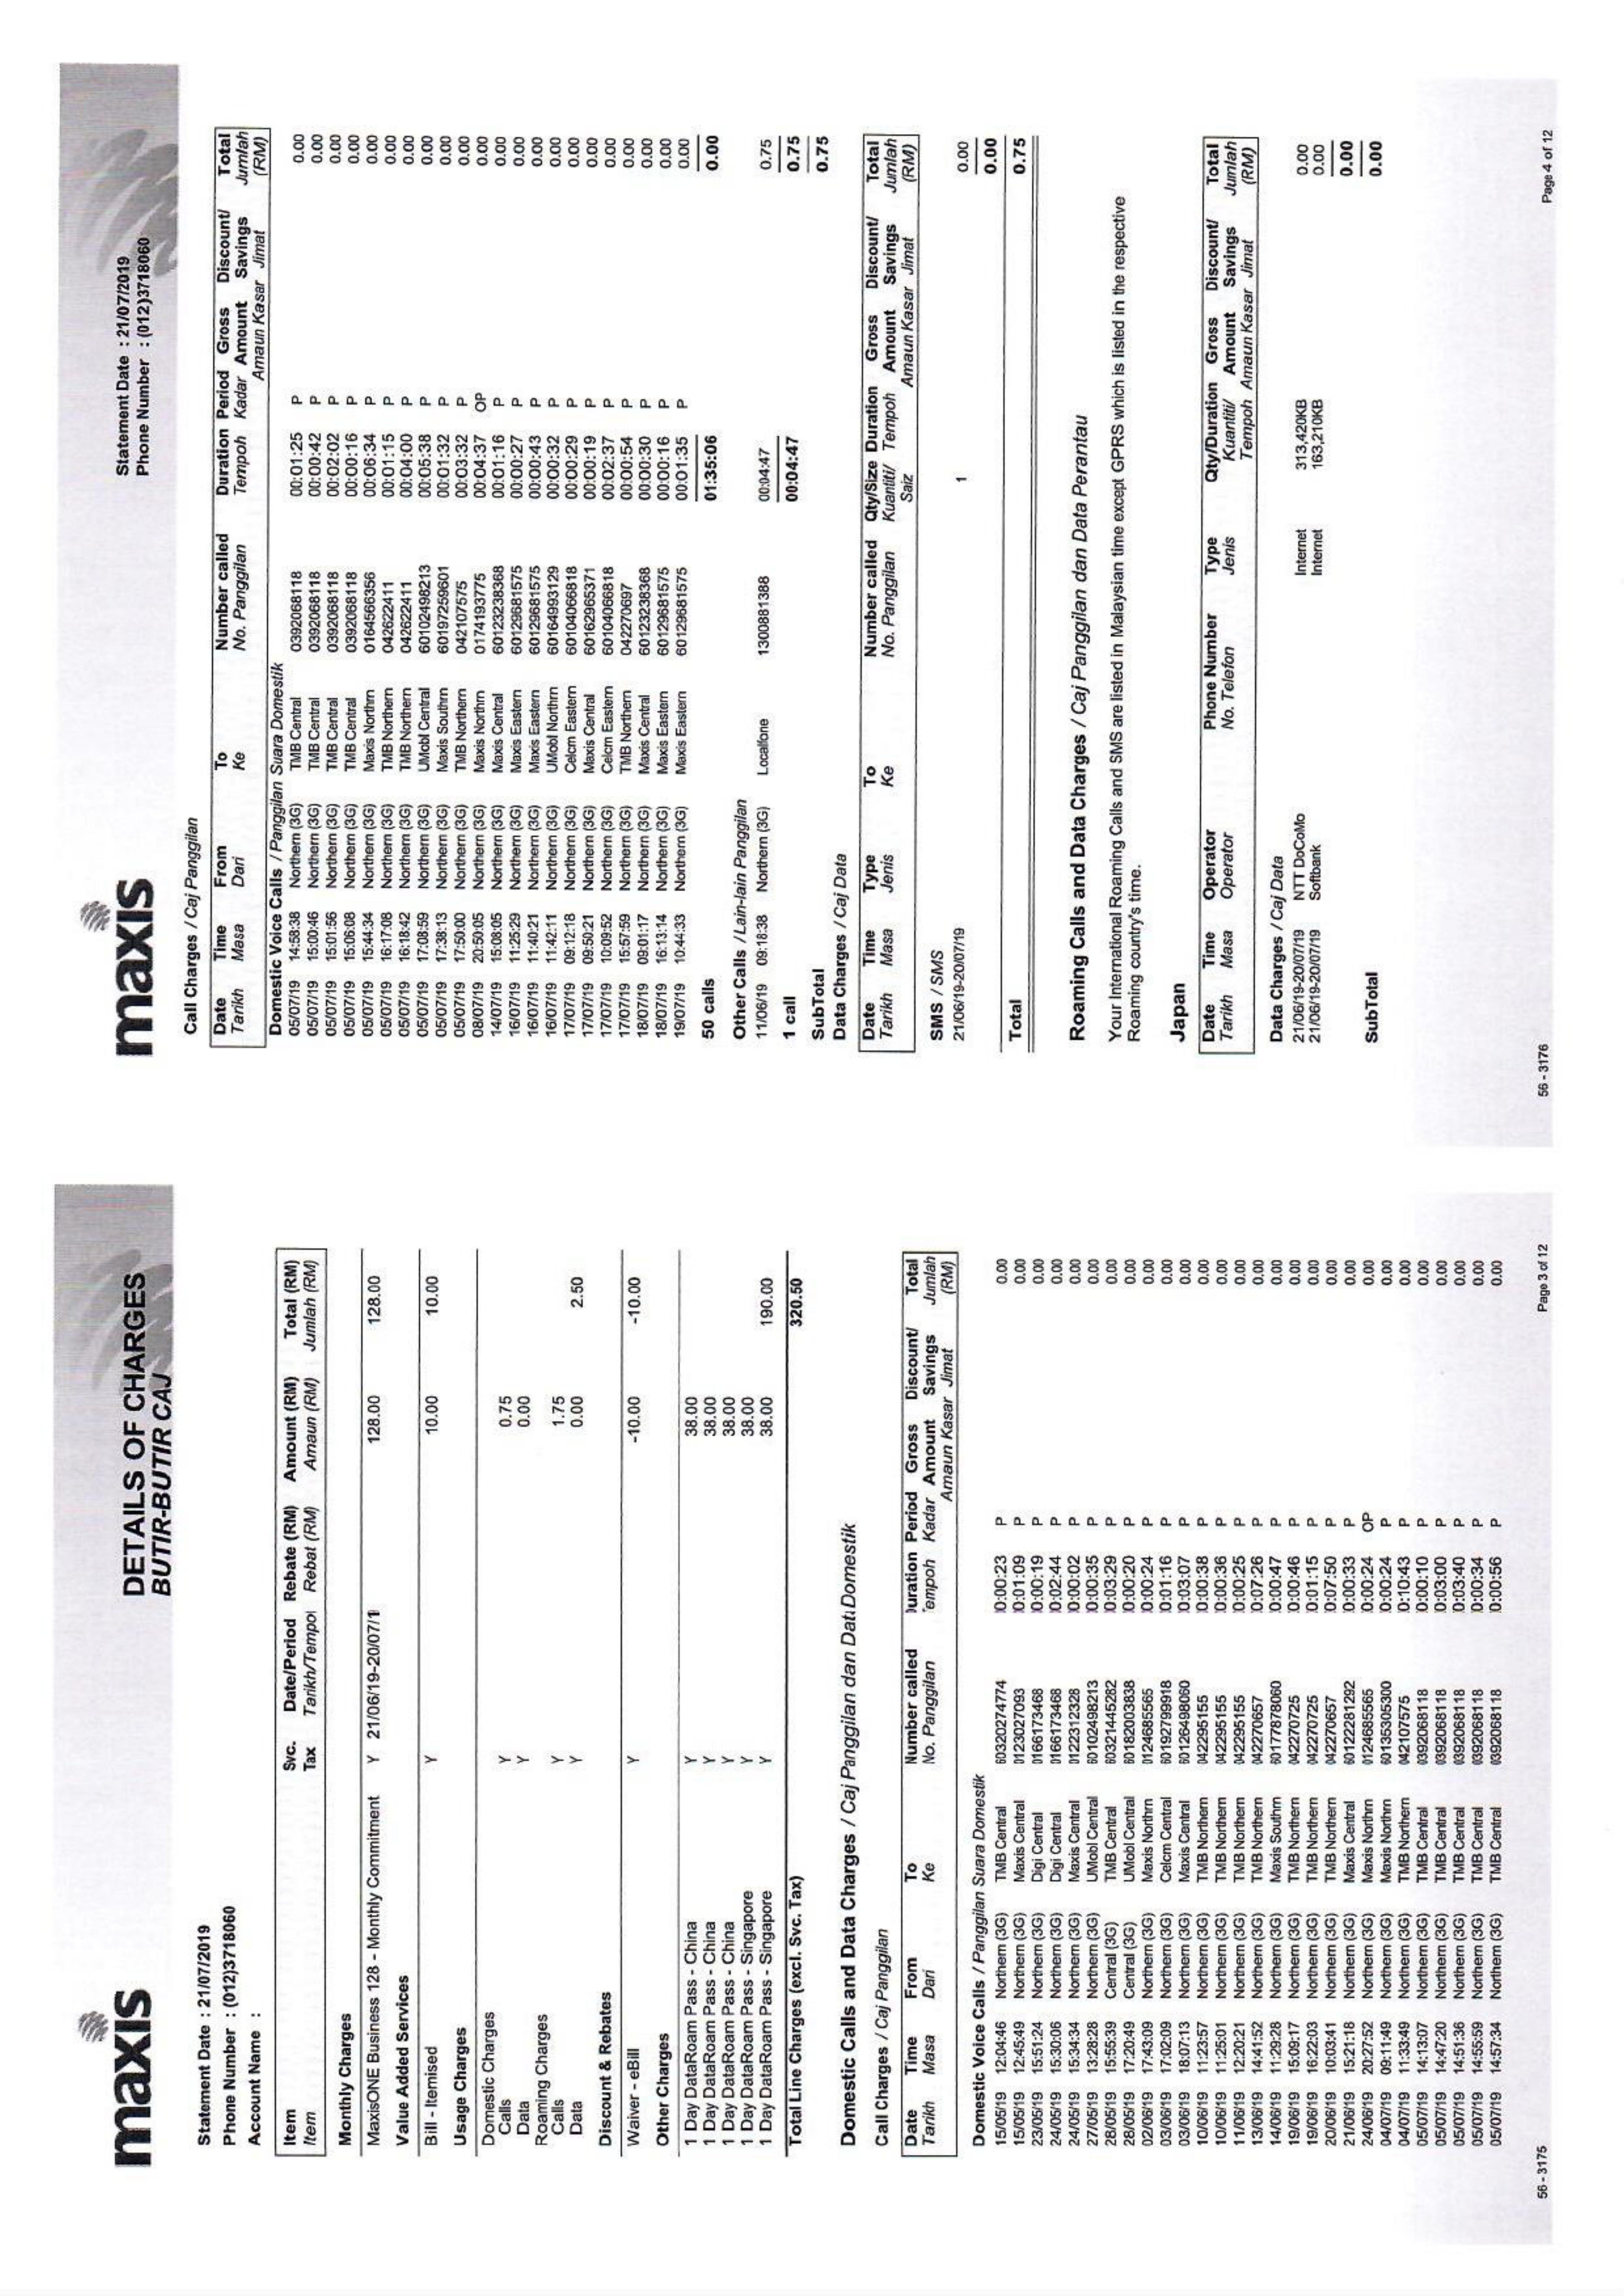 maxis
DETAILS OF CHARGES
BUTIR-BUTIR CAJ
Statement Date : 21/07/2019
Phone Number : (012)3718060
Account Name :
Item Svc. Date/Period Rebate (RM) Amount (RM) Total (RM)
Item Tax Tarikh/Tempol Rebat (RM) Amaun (RM) Jumlah (RM)
Monthly Charges
MaxisONE Business 128 - Monthly Commitment Y 21/06/19-20/07/1 128.00 128.00
Value Added Services
Bill - Itemised Y 10.00 10.00
Usage Charges
Domestic Charges
Calls Y 0.75
Data Y 0.00
Roaming Charges
Calls Y 1.75
Data Y 0.00 2.50
Discount & Rebates
Waiver - eBill Y -10.00 -10.00
Other Charges
1 Day DataRoam Pass - China Y 38.00
1 Day DataRoam Pass - China Y 38.00
1 Day DataRoam Pass - China Y 38.00
1 Day DataRoam Pass - Singapore Y 38.00
1 Day DataRoam Pass - Singapore Y 38.00 190.00
Total Line Charges (excl. Svc. Tax) 320.50
Domestic Calls and Data Charges / Caj Panggilan dan Dati Domestik
Call Charges / Caj Panggilan
Date Time From To Number called uration Period Gross Discount/ Total
Tarikh Masa Dari Ke No. Panggilan empoh Kadar Amount Savings Jumlah
Amaun Kasar Jimat (RM)
Domestic Voice Calls / Panggilan Suara Domestik
15/05/19 12:04:46 Northern (3G) TMB Central 60320274774 0:00:23 P 0.00
15/05/19 12:45:49 Northern (3G) Maxis Central 0123027093 0:01:09 P 0.00
23/05/19 15:51:24 Northern (3G) Digi Central 0166173468 0:00:19 P 0.00
24/05/19 15:30:06 Northern (3G) Digi Central 0166173468 0:02:44 P 0.00
24/05/19 15:34:34 Northern (3G) Maxis Central 0122312328 0:00:02 P 0.00
27/05/19 13:28:28 Northern (3G) UMobl Central 60102498213 0:00:35 P 0.00
28/05/19 15:55:39 Central (3G) TMB Central 60321445282 0:03:29 P 0.00
28/05/19 17:20:49 Central (3G) UMobl Central 60182003838 0:00:20 P 0.00
02/06/19 17:43:09 Northern (3G) Maxis Northrn 0124685565 0:00:24 P 0.00
03/06/19 17:02:09 Northern (3G) Celcm Central 60192799918 0:01:16 P 0.00
03/06/19 18:07:13 Northern (3G) Maxis Central 60126498060 0:03:07 P 0.00
10/06/19 11:23:57 Northern (3G) TMB Northern 042295155 0:00:38 P 0.00
10/06/19 11:25:01 Northern (3G) TMB Northern 042295155 0:00:36 P 0.00
11/06/19 12:20:21 Northern (3G) TMB Northern 042295155 0:00:25 P 0.00
13/06/19 14:41:52 Northern (3G) TMB Northern 042270657 0:07:26 P 0.00
14/06/19 11:29:28 Northern (3G) Maxis Southrn 60177878060 0:00:47 P 0.00
19/06/19 15:09:17 Northern (3G) TMB Northern 042270725 0:00:46 P 0.00
19/06/19 16:22:03 Northern (3G) TMB Northern 042270725 0:01:15 P 0.00
20/06/19 10:03:41 Northern (3G) TMB Northern 042270657 0:07:50 P 0.00
21/06/19 15:21:18 Northern (3G) Maxis Central 60122281292 0:00:33 P 0.00
24/06/19 20:27:52 Northern (3G) Maxis Northrn 0124685565 0:00:24 OP 0.00
04/07/19 09:11:49 Northern (3G) Maxis Northrn 60135305300 0:00:24 P 0.00
04/07/19 11:33:49 Northern (3G) TMB Northern 042107575 0:10:43 P 0.00
05/07/19 14:13:07 Northern (3G) TMB Central 0392068118 0:00:10 P 0.00
05/07/19 14:47:20 Northern (3G) TMB Central 0392068118 0:03:00 P 0.00
05/07/19 14:51:36 Northern (3G) TMB Central 0392068118 0:03:40 P 0.00
05/07/19 14:55:59 Northern (3G) TMB Central 0392068118 0:00:34 P 0.00
05/07/19 14:57:34 Northern (3G) TMB Central 0392068118 0:00:56 P 0.00
56 - 3175 Page 3 of 12
maxis
Statement Date : 21/07/2019
Phone Number : (012)3718060
Call Charges / Caj Panggilan
Date Time From To Number called Duration Period Gross Discount/ Total
Tarikh Masa Dari Ke No. Panggilan Tempoh Kadar Amount Savings Jumlah
Amaun Kasar Jimat (RM)
Domestic Voice Calls / Panggilan Suara Domestik
05/07/19 14:58:38 Northern (3G) TMB Central 0392068118 00:01:25 P 0.00
05/07/19 15:00:46 Northern (3G) TMB Central 0392068118 00:00:42 P 0.00
05/07/19 15:01:56 Northern (3G) TMB Central 0392068118 00:02:02 P 0.00
05/07/19 15:06:08 Northern (3G) TMB Central 0392068118 00:00:16 P 0.00
05/07/19 15:44:34 Northern (3G) Maxis Northrn 0164566356 00:06:34 P 0.00
05/07/19 16:17:08 Northern (3G) TMB Northern 042622411 00:01:15 P 0.00
05/07/19 16:18:42 Northern (3G) TMB Northern 042622411 00:04:00 P 0.00
05/07/19 17:08:59 Northern (3G) UMobl Central 60102498213 00:05:38 P 0.00
05/07/19 17:38:13 Northern (3G) Maxis Southrn 60197259601 00:01:32 P 0.00
05/07/19 17:50:00 Northern (3G) TMB Northern 042107575 00:03:32 P 0.00
08/07/19 20:50:05 Northern (3G) Maxis Northrn 0174193775 00:04:37 OP 0.00
14/07/19 15:08:05 Northern (3G) Maxis Central 60123238368 00:01:16 P 0.00
16/07/19 11:25:29 Northern (3G) Maxis Eastern 60129681575 00:00:27 P 0.00
16/07/19 11:40:21 Northern (3G) Maxis Eastern 60129681575 00:00:43 P 0.00
16/07/19 11:42:11 Northern (3G) UMobl Northrn 60164993129 00:00:32 P 0.00
17/07/19 09:12:18 Northern (3G) Celcm Eastern 60104066818 00:00:29 P 0.00
17/07/19 09:50:21 Northern (3G) Maxis Central 60162965371 00:00:19 P 0.00
17/07/19 10:09:52 Northern (3G) Celcm Eastern 60104066818 00:02:37 P 0.00
17/07/19 15:57:59 Northern (3G) TMB Northern 042270697 00:00:54 P 0.00
18/07/19 09:01:17 Northern (3G) Maxis Central 60123238368 00:00:30 P 0.00
18/07/19 16:13:14 Northern (3G) Maxis Eastern 60129681575 00:00:16 P 0.00
19/07/19 10:44:33 Northern (3G) Maxis Eastern 60129681575 00:01:35 P 0.00
50 calls 01:35:06 0.00
Other Calls /Lain-lain Panggilan
11/06/19 09:18:38 Northern (3G) Localfone 1300881388 00:04:47 0.75
1 call 00:04:47 0.75
SubTotal 0.75
Data Charges / Caj Data
Date Time Type To Number called Qty/Size Duration Gross Discount/ Total
Tarikh Masa Jenis Ke No. Panggilan Kuantiti/ Tempoh Amount Savings Jumlah
Saiz Amaun Kasar Jimat (RM)
SMS / SMS
21/06/19-20/07/19 1 0.00
0.00
Total 0.75
Roaming Calls and Data Charges / Caj Panggilan dan Data Perantau
Your International Roaming Calls and SMS are listed in Malaysian time except GPRS which is listed in the respective
Roaming country's time.
Japan
Date Time Operator Phone Number Type Qty/Duration Gross Discount/ Total
Tarikh Masa Operator No. Telefon Jenis Kuantiti/ Amount Savings Jumlah
Tempoh Amaun Kasar Jimat (RM)
Data Charges / Caj Data
21/06/19-20/07/19 NTT DoCoMo Internet 313,420KB 0.00
21/06/19-20/07/19 Softbank Internet 163,210KB 0.00
0.00
SubTotal 0.00
56 - 3176 Page 4 of 12